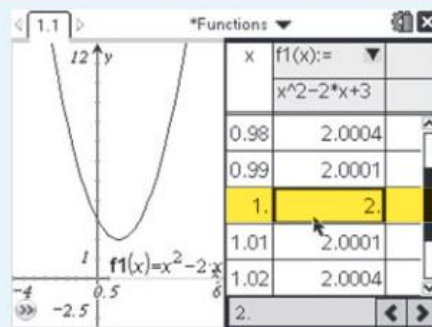 1.1 *Functions
12 y
1 f1(x)=x^2-2·x
-4 0.5 6
-2.5
x f1(x):=
x^2-2*x+3
0.98 2.0004
0.99 2.0001
1. 2.
1.01 2.0001
1.02 2.0004
2.